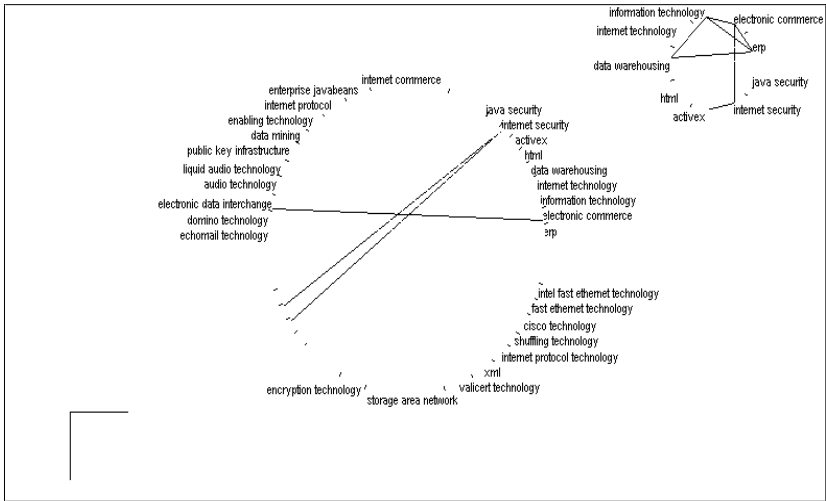 information technology
electronic commerce
internet technology
erp
data warehousing
java security
html
internet security
activex
internet commerce
enterprise javabeans
internet protocol
enabling technology
data mining
public key infrastructure
liquid audio technology
audio technology
electronic data interchange
domino technology
echomail technology
java security
internet security
activex
html
data warehousing
internet technology
information technology
electronic commerce
erp
intel fast ethernet technology
fast ethernet technology
cisco technology
shuffling technology
internet protocol technology
xml
valicert technology
encryption technology
storage area network